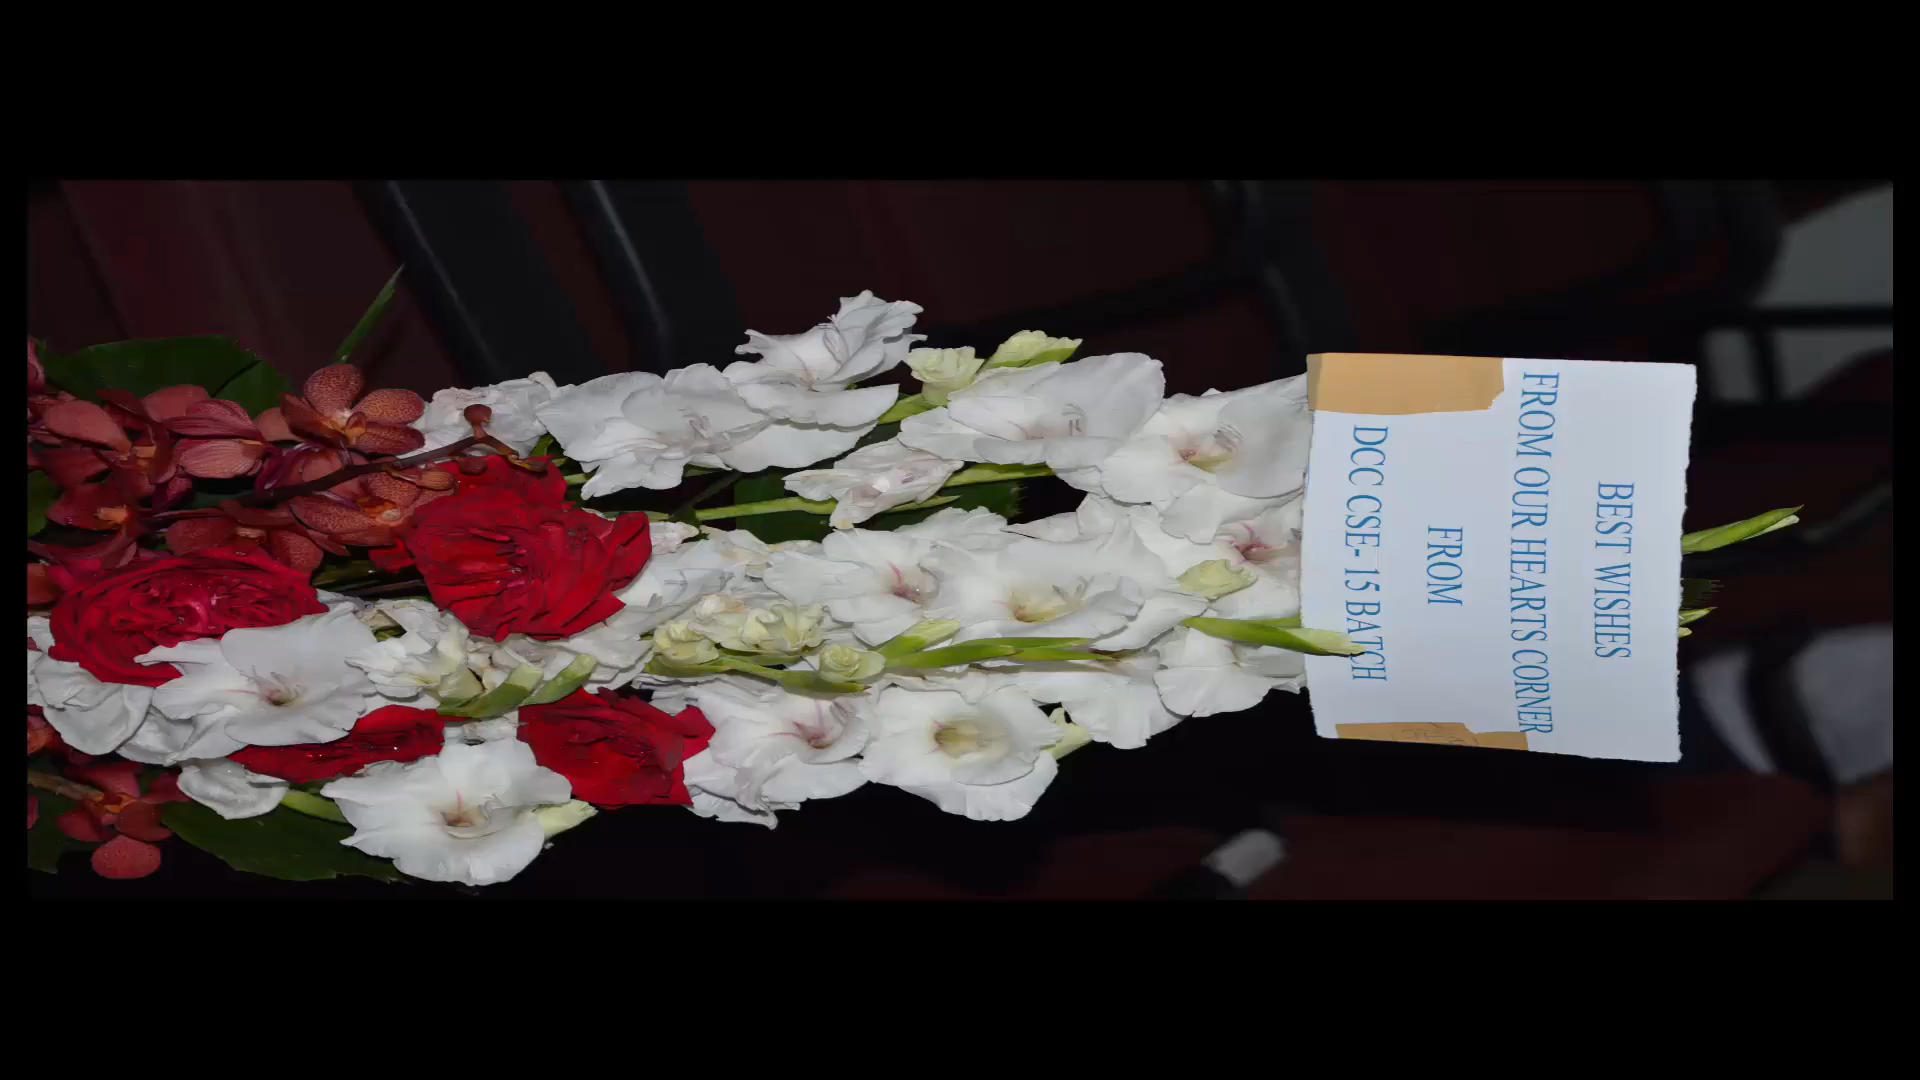 BEST WISHES
FROM OUR HEARTS CORNER
FROM
DCC CSE- 15 BATCH